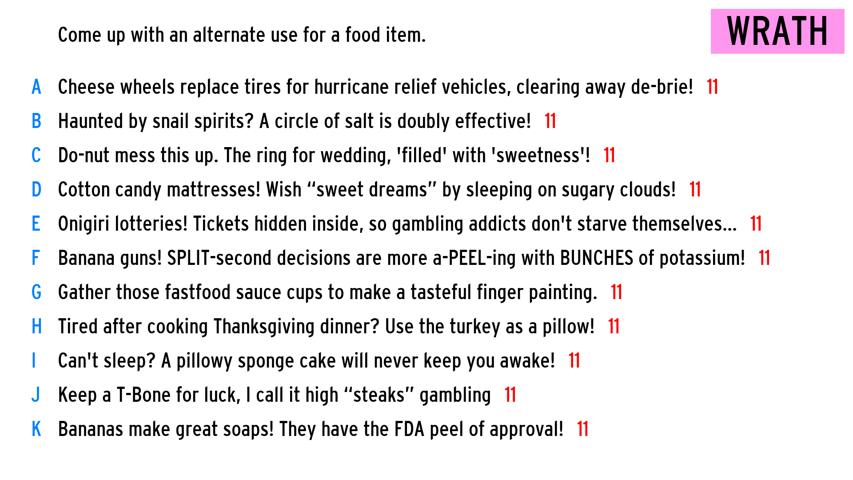 Come up with an alternate use for a food item.
WRATH
A Cheese wheels replace tires for hurricane relief vehicles, clearing away de-brie! 11
B Haunted by snail spirits? A circle of salt is doubly effective! 11
C Do-nut mess this up. The ring for wedding, 'filled' with 'sweetness'! 11
D Cotton candy mattresses! Wish “sweet dreams” by sleeping on sugary clouds! 11
E Onigiri lotteries! Tickets hidden inside, so gambling addicts don't starve themselves... 11
F Banana guns! SPLIT-second decisions are more a-PEEL-ing with BUNCHES of potassium! 11
G Gather those fastfood sauce cups to make a tasteful finger painting. 11
H Tired after cooking Thanksgiving dinner? Use the turkey as a pillow! 11
I Can't sleep? A pillowy sponge cake will never keep you awake! 11
J Keep a T-Bone for luck, I call it high “steaks” gambling 11
K Bananas make great soaps! They have the FDA peel of approval! 11